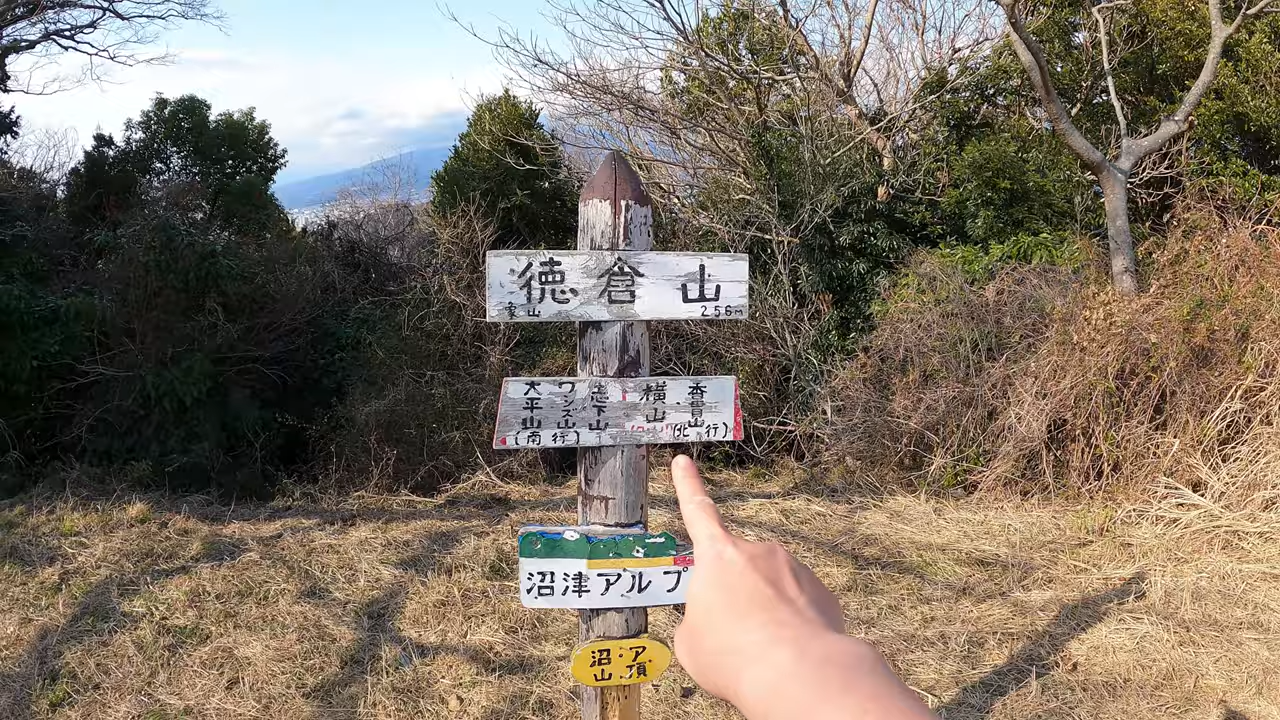 徳倉山
象山 256m
大平山 ワンズ山 志下山 横山 香貫山
(南行) (北行)
沼津アルプ
沼・ア
山頂